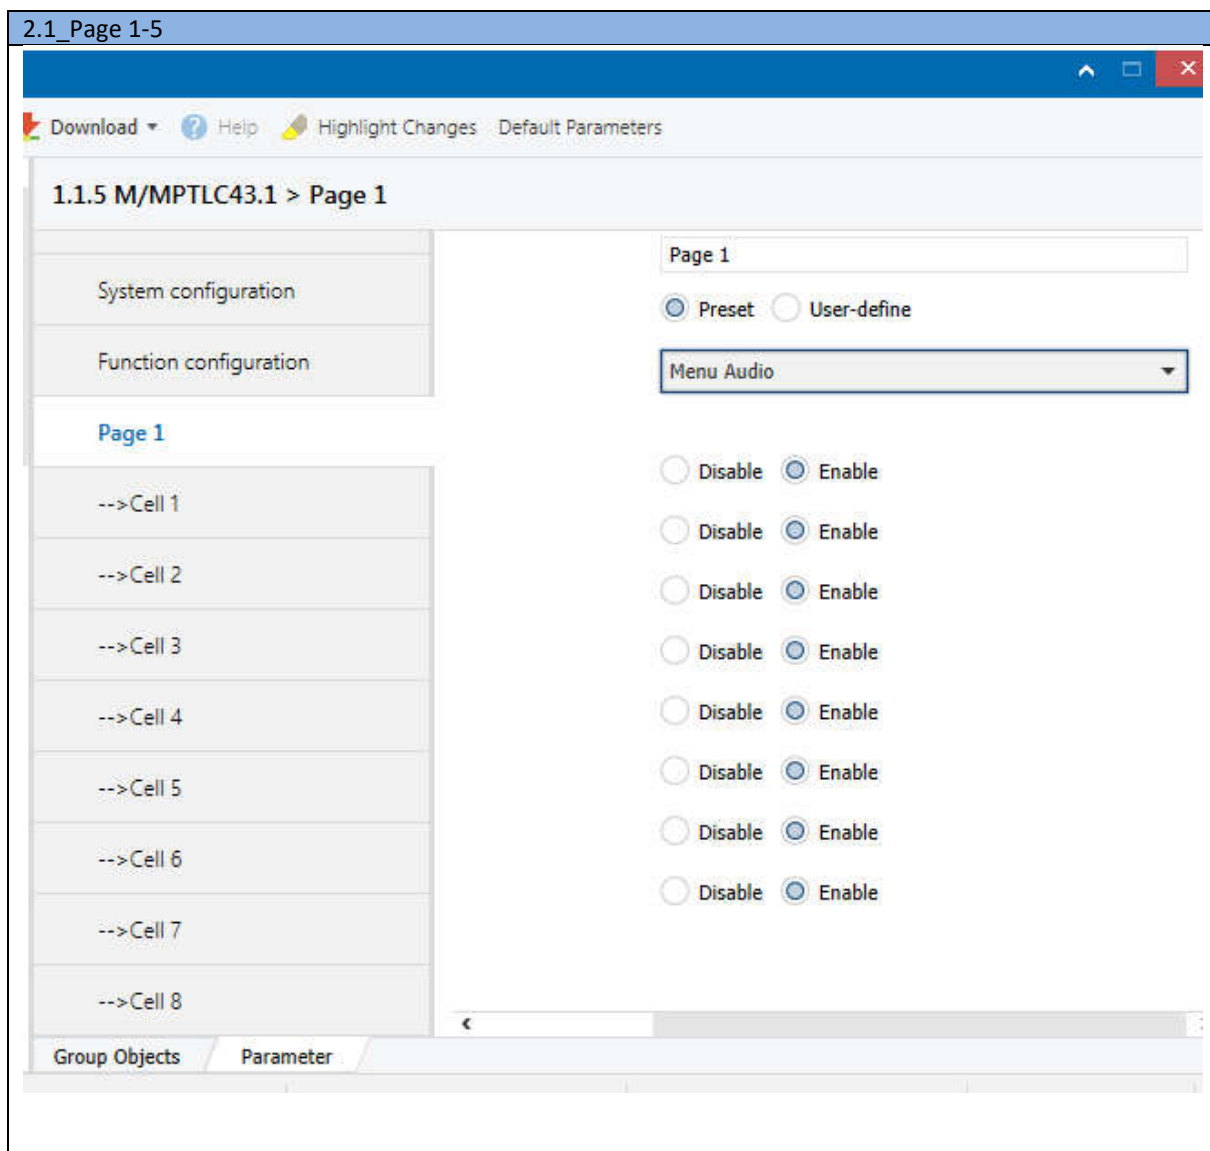 2.1_Page 1-5
Download Help Highlight Changes Default Parameters
1.1.5 M/MPTLC43.1 > Page 1
Page 1
System configuration
Preset User-define
Function configuration
Menu Audio
Page 1
Disable Enable
-->Cell 1
Disable Enable
-->Cell 2
Disable Enable
-->Cell 3
Disable Enable
-->Cell 4
Disable Enable
-->Cell 5
Disable Enable
-->Cell 6
Disable Enable
Disable Enable
-->Cell 7
-->Cell 8
Group Objects Parameter